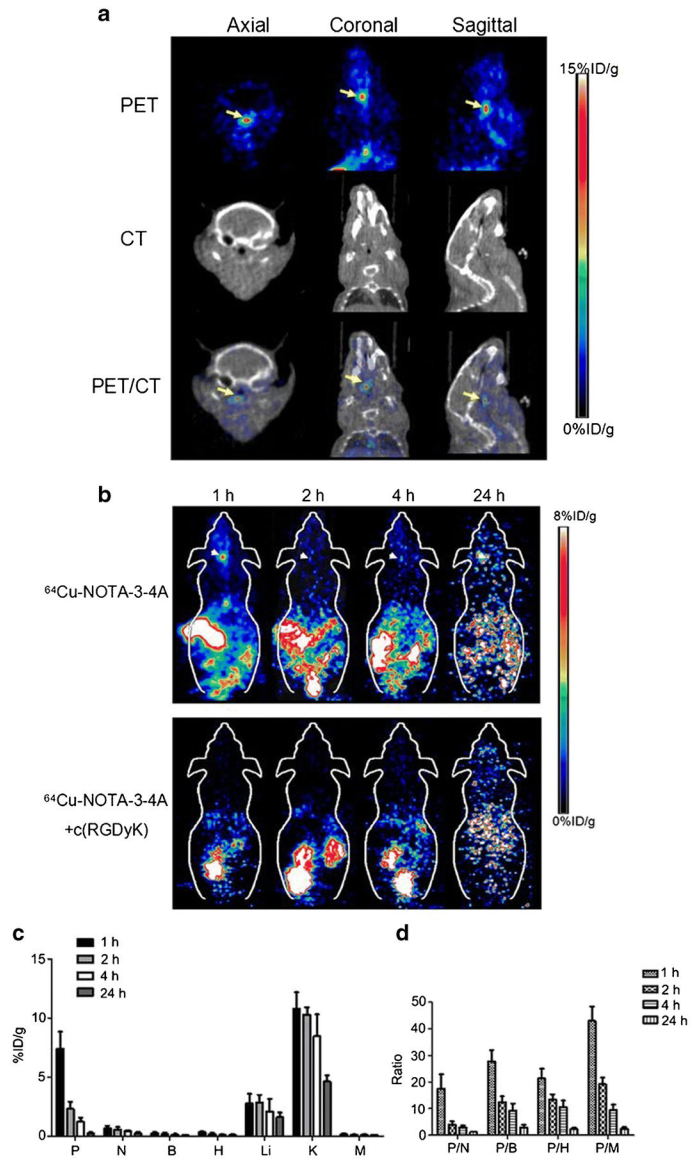 a
Axial Coronal Sagittal
15%ID/g
PET
CT
PET/CT
0%ID/g
b
1 h 2 h 4 h 24 h
8%ID/g
⁶⁴Cu-NOTA-3-4A
⁶⁴Cu-NOTA-3-4A
+c(RGDyK)
0%ID/g
c
1 h
2 h
4 h
24 h
%ID/g
15
10
5
0
P N B H Li K M
d
1 h
2 h
4 h
24 h
Ratio
50
40
30
20
10
0
P/N P/B P/H P/M